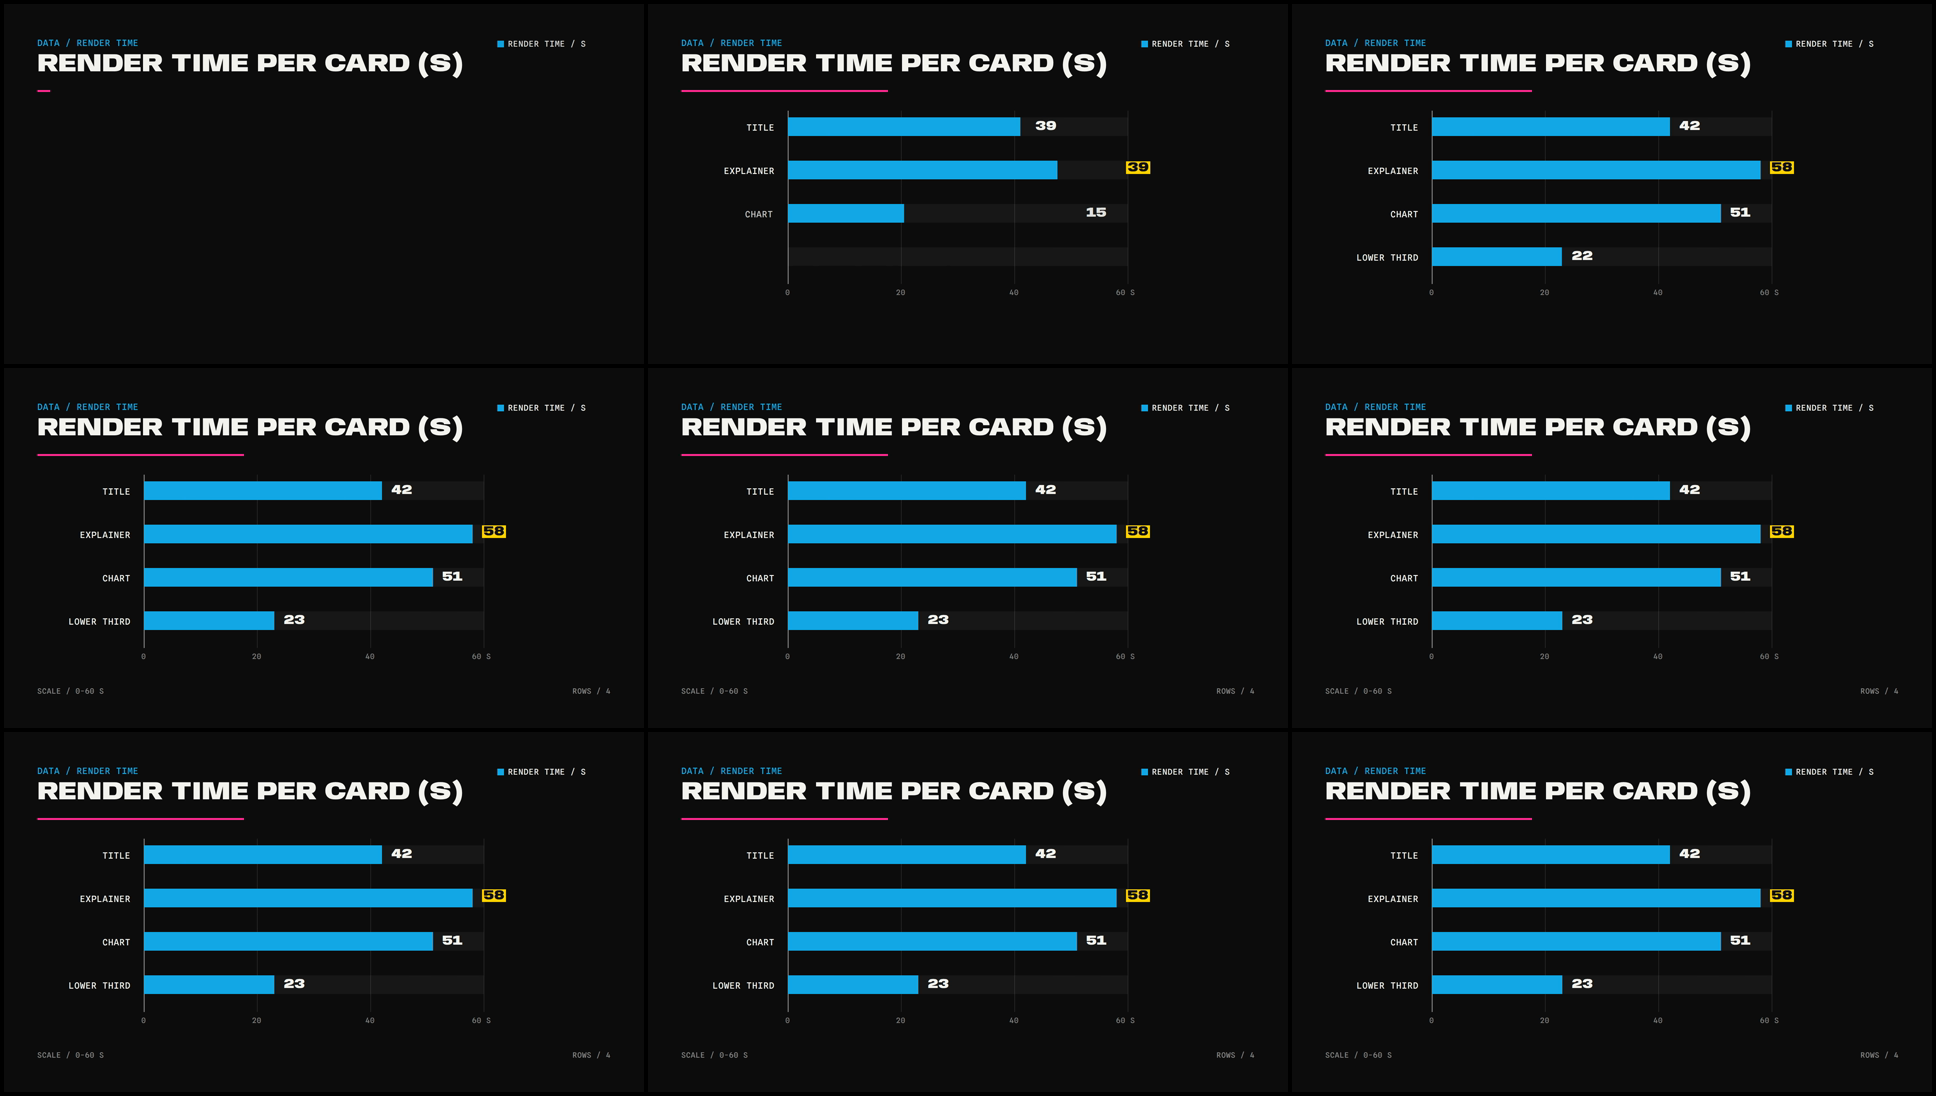 DATA / RENDER TIME
RENDER TIME / S
RENDER TIME PER CARD (S)
DATA / RENDER TIME
RENDER TIME / S
RENDER TIME PER CARD (S)
TITLE 39
EXPLAINER 39
CHART 15
0 20 40 60 S
DATA / RENDER TIME
RENDER TIME / S
RENDER TIME PER CARD (S)
TITLE 42
EXPLAINER 58
CHART 51
LOWER THIRD 22
0 20 40 60 S
DATA / RENDER TIME
RENDER TIME / S
RENDER TIME PER CARD (S)
TITLE 42
EXPLAINER 58
CHART 51
LOWER THIRD 23
0 20 40 60 S
SCALE / 0-60 S
ROWS / 4
DATA / RENDER TIME
RENDER TIME / S
RENDER TIME PER CARD (S)
TITLE 42
EXPLAINER 58
CHART 51
LOWER THIRD 23
0 20 40 60 S
SCALE / 0-60 S
ROWS / 4
DATA / RENDER TIME
RENDER TIME / S
RENDER TIME PER CARD (S)
TITLE 42
EXPLAINER 58
CHART 51
LOWER THIRD 23
0 20 40 60 S
SCALE / 0-60 S
ROWS / 4
DATA / RENDER TIME
RENDER TIME / S
RENDER TIME PER CARD (S)
TITLE 42
EXPLAINER 58
CHART 51
LOWER THIRD 23
0 20 40 60 S
SCALE / 0-60 S
ROWS / 4
DATA / RENDER TIME
RENDER TIME / S
RENDER TIME PER CARD (S)
TITLE 42
EXPLAINER 58
CHART 51
LOWER THIRD 23
0 20 40 60 S
SCALE / 0-60 S
ROWS / 4
DATA / RENDER TIME
RENDER TIME / S
RENDER TIME PER CARD (S)
TITLE 42
EXPLAINER 58
CHART 51
LOWER THIRD 23
0 20 40 60 S
SCALE / 0-60 S
ROWS / 4